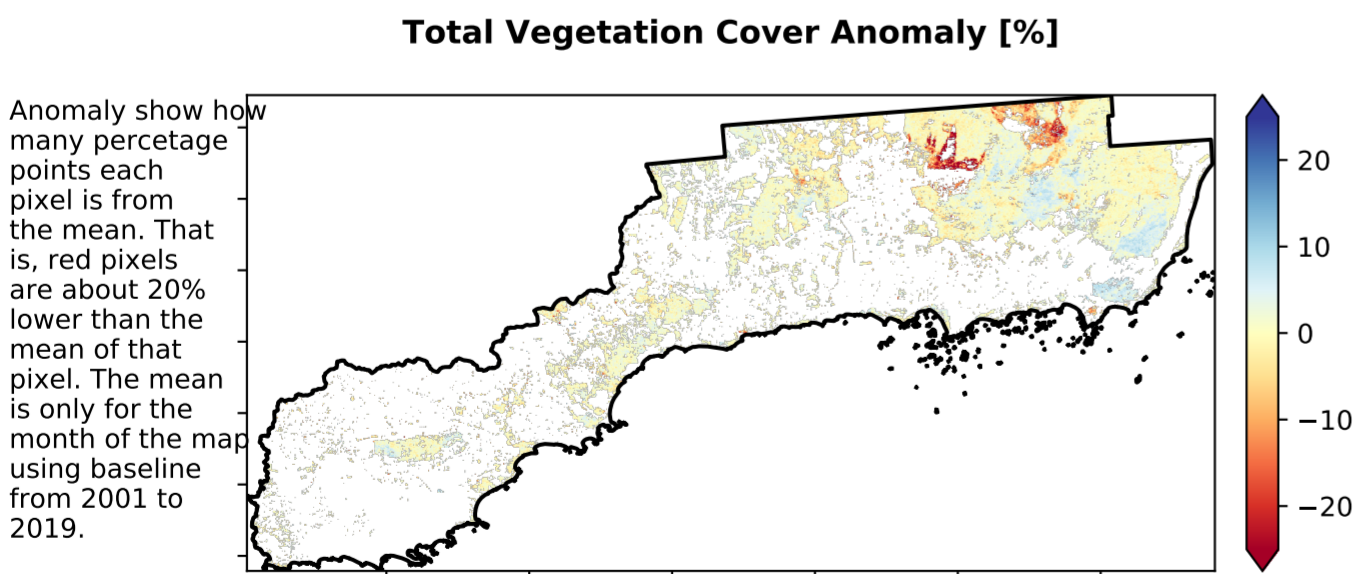 Total Vegetation Cover Anomaly [%]
Anomaly show how
many percetage
points each
pixel is from
the mean. That
is, red pixels
are about 20%
lower than the
mean of that
pixel. The mean
is only for the
month of the map
using baseline
from 2001 to
2019.
20
10
0
−10
−20